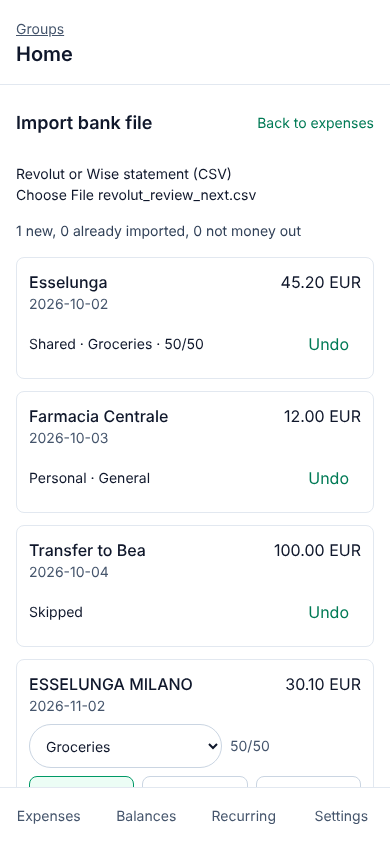 Groups
Home
Import bank file
Back to expenses
Revolut or Wise statement (CSV)
Choose File revolut_review_next.csv
1 new, 0 already imported, 0 not money out
Esselunga 45.20 EUR
2026-10-02
Shared · Groceries · 50/50 Undo
Farmacia Centrale 12.00 EUR
2026-10-03
Personal · General Undo
Transfer to Bea 100.00 EUR
2026-10-04
Skipped Undo
ESSELUNGA MILANO 30.10 EUR
2026-11-02
Groceries 50/50
Expenses Balances Recurring Settings